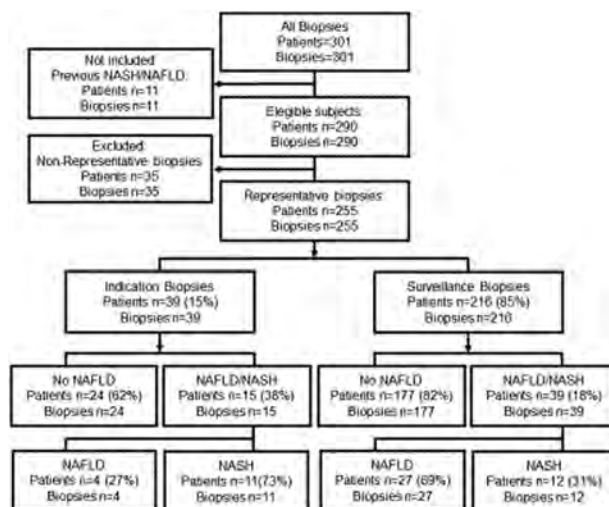 All Biopsies
Patients=301
Biopsies=301
Not included
Previous NASH/NAFLD
Patients n=11
Biopsies n=11
Elegible subjects
Patients n=290
Biopsies n=290
Excluded
Non-Representative biopsies
Patients n=35
Biopsies n=35
Representative biopsies
Patients n=255
Biopsies n=255
Indication Biopsies
Patients n=39 (15%)
Biopsies n=39
Surveillance Biopsies
Patients n=216 (85%)
Biopsies n=216
No NAFLD
Patients n=24 (62%)
Biopsies n=24
NAFLD/NASH
Patients n=15 (38%)
Biopsies n=15
No NAFLD
Patients n=177 (82%)
Biopsies n=177
NAFLD/NASH
Patients n=39 (18%)
Biopsies n=39
NAFLD
Patients n=4 (27%)
Biopsies n=4
NASH
Patients n=11(73%)
Biopsies n=11
NAFLD
Patients n=27 (69%)
Biopsies n=27
NASH
Patients n=12 (31%)
Biopsies n=12